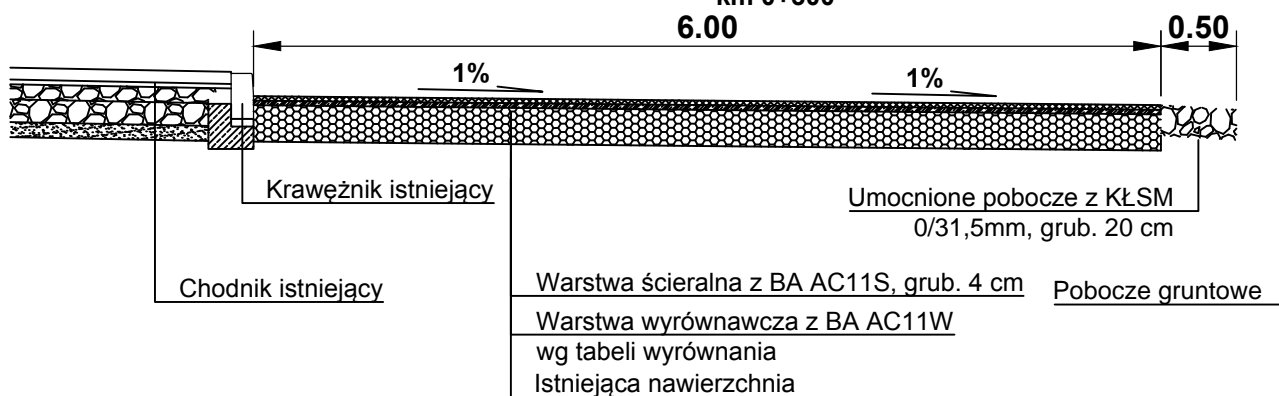 6.00
0.50
1%
1%
Krawężnik istniejący
Umocnione pobocze z KŁSM
0/31,5mm, grub. 20 cm
Chodnik istniejący
Warstwa ścieralna z BA AC11S, grub. 4 cm
Pobocze gruntowe
Warstwa wyrównawcza z BA AC11W
wg tabeli wyrównania
Istniejąca nawierzchnia